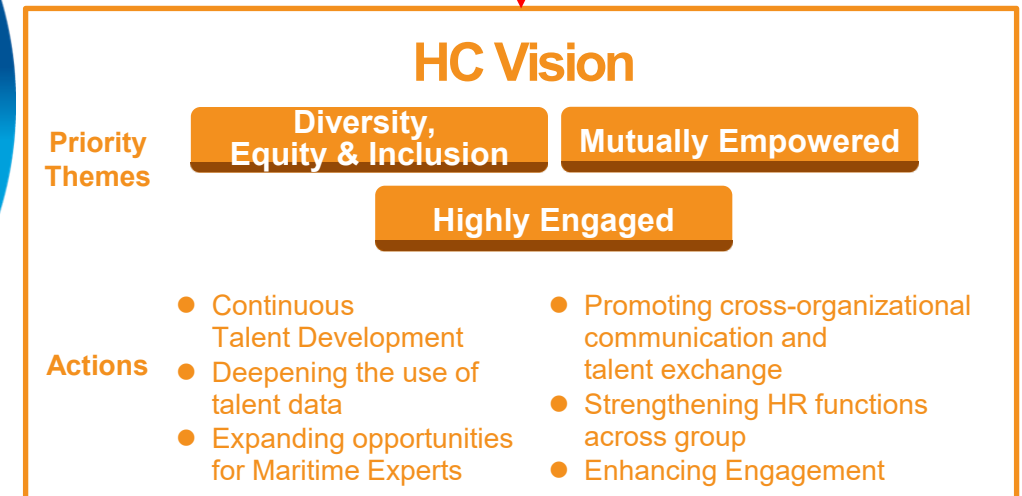 HC Vision
Priority
Themes
Diversity,
Equity & Inclusion
Mutually Empowered
Highly Engaged
Actions
● Continuous
Talent Development
● Deepening the use of
talent data
● Expanding opportunities
for Maritime Experts
● Promoting cross-organizational
communication and
talent exchange
● Strengthening HR functions
across group
● Enhancing Engagement